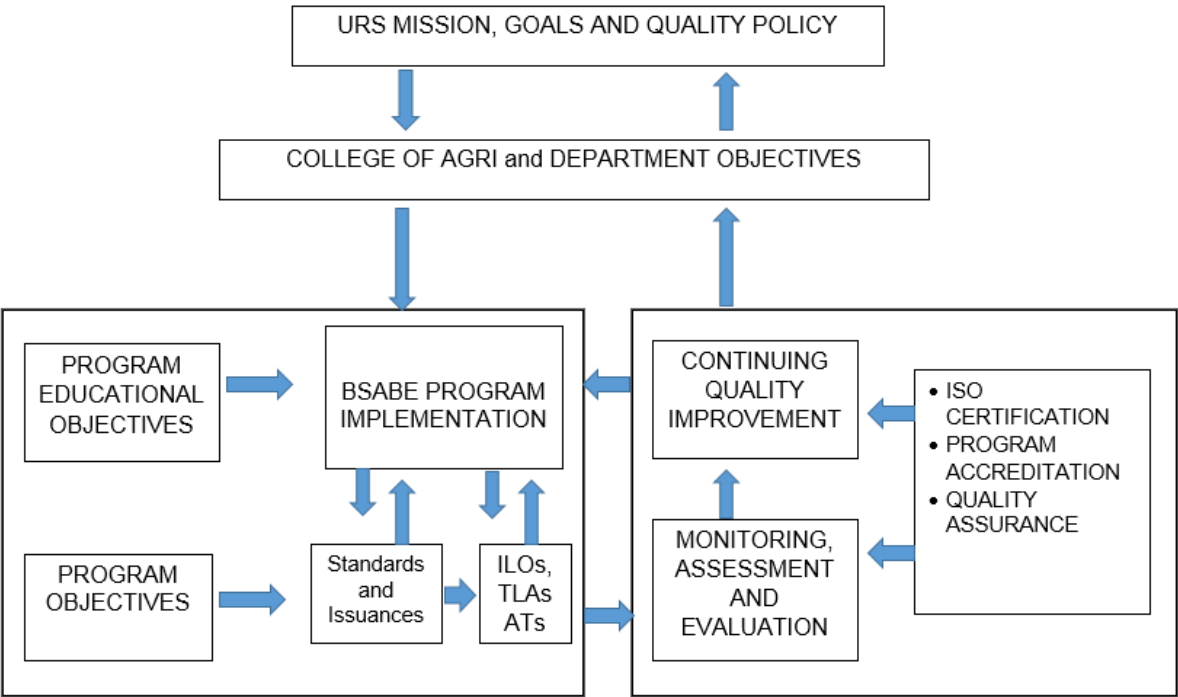 URS MISSION, GOALS AND QUALITY POLICY
COLLEGE OF AGRI and DEPARTMENT OBJECTIVES
PROGRAM
EDUCATIONAL
OBJECTIVES
BSABE PROGRAM
IMPLEMENTATION
PROGRAM
OBJECTIVES
Standards
and
Issuances
ILOs,
TLAs
ATs
CONTINUING
QUALITY
IMPROVEMENT
MONITORING,
ASSESSMENT
AND
EVALUATION
• ISO
CERTIFICATION
• PROGRAM
ACCREDITATION
• QUALITY
ASSURANCE